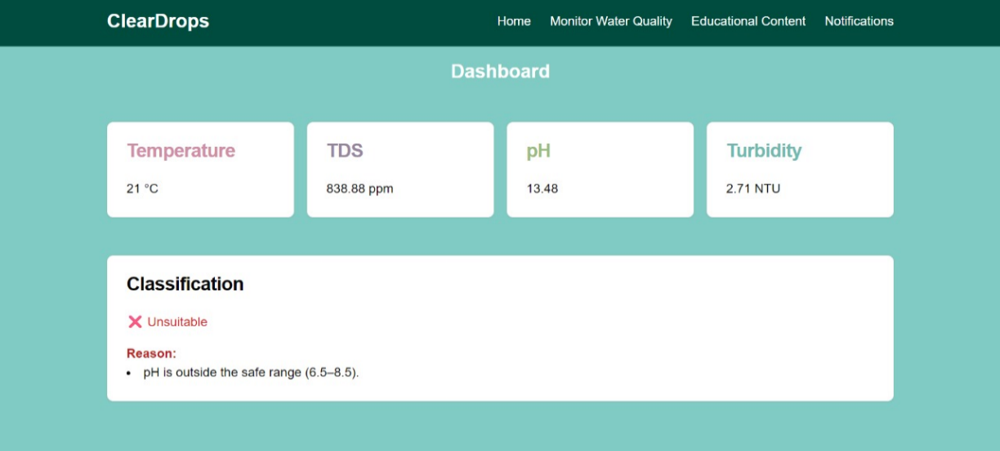 ClearDrops
Home Monitor Water Quality Educational Content Notifications
Dashboard
Temperature
21 °C
TDS
838.88 ppm
pH
13.48
Turbidity
2.71 NTU
Classification
❌ Unsuitable
Reason:
• pH is outside the safe range (6.5–8.5).